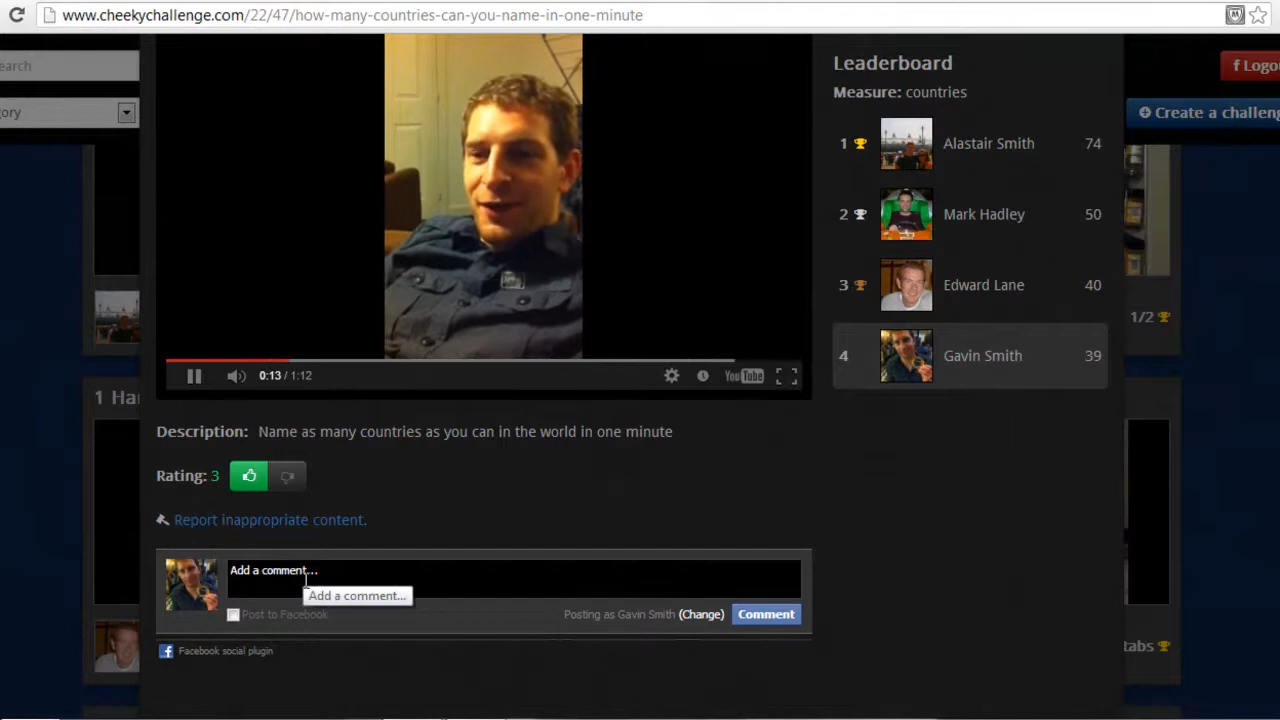 www.cheekychallenge.com/22/47/how-many-countries-can-you-name-in-one-minute
earch
f Logou
gory
Create a challeng
Leaderboard
Measure: countries
1 Alastair Smith 74
2 Mark Hadley 50
3 Edward Lane 40
1/2
4 Gavin Smith 39
0:13 / 1:12
YouTube
1 Ha
Description: Name as many countries as you can in the world in one minute
Rating: 3
Report inappropriate content.
Add a comment...
Add a comment...
Post to Facebook
Posting as Gavin Smith (Change)
Comment
tabs
f Facebook social plugin